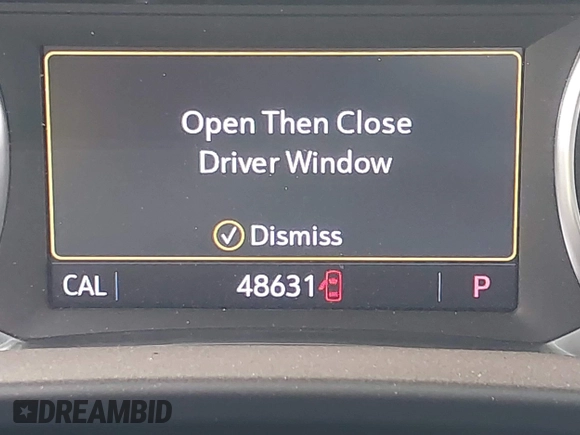 Open Then Close
Driver Window
Dismiss
CAL 48631 P
DREAMBID